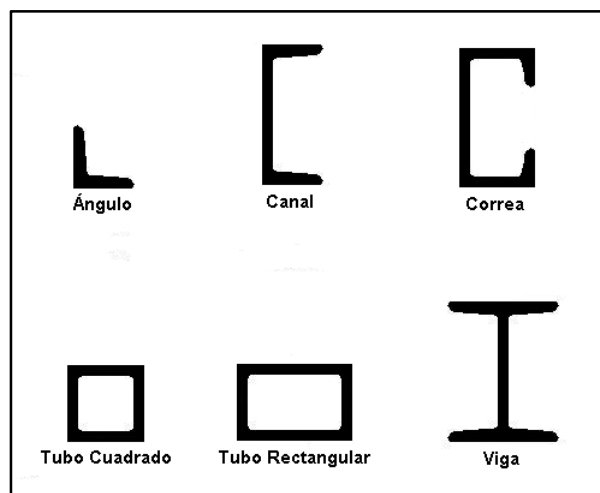 Ángulo
Canal
Correa
Tubo Cuadrado
Tubo Rectangular
Viga